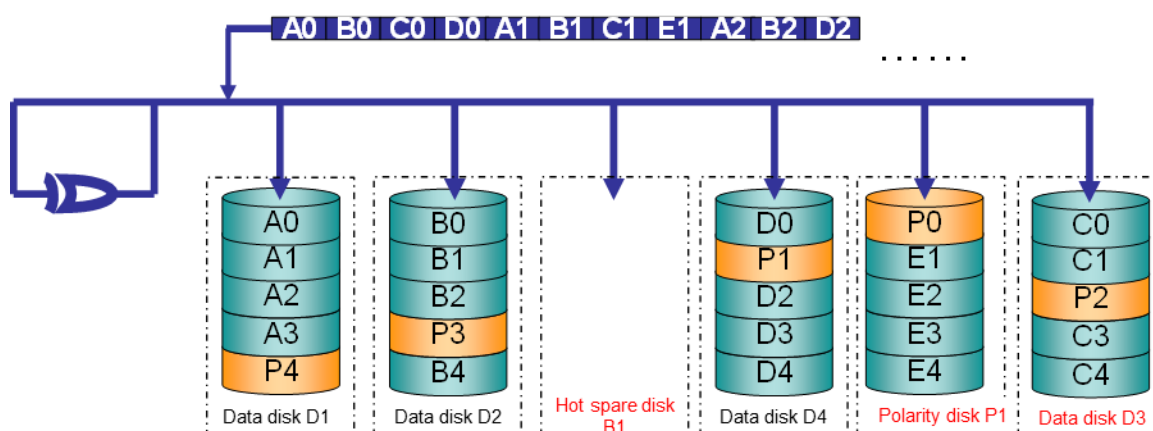 A0 B0 C0 D0 A1 B1 C1 E1 A2 B2 D2
......
A0 B0 D0 P0 C0
A1 B1 P1 E1 C1
A2 B2 D2 E2 P2
A3 P3 D3 E3 C3
P4 B4 D4 E4 C4
Data disk D1 Data disk D2 Hot spare disk Data disk D4 Polarity disk P1 Data disk D3
B1